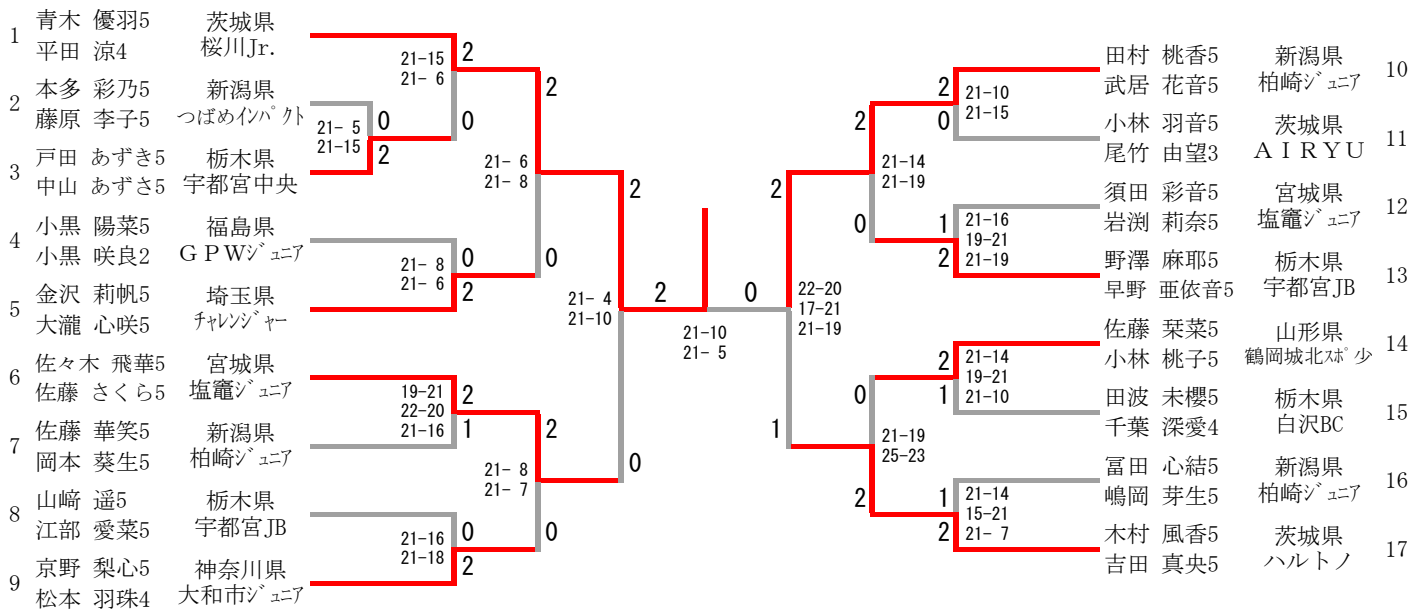 1 青木 優羽5 茨城県
平田 涼4 桜川Jr.
2 本多 彩乃5 新潟県
藤原 李子5 つばめインパクト
3 戸田 あずき5 栃木県
中山 あずさ5 宇都宮中央
4 小黒 陽菜5 福島県
小黒 咲良2 ＧＰＷジュニア
5 金沢 莉帆5 埼玉県
大瀧 心咲5 チャレンジャー
6 佐々木 飛華5 宮城県
佐藤 さくら5 塩竈ジュニア
7 佐藤 華笑5 新潟県
岡本 葵生5 柏崎ジュニア
8 山﨑 遥5 栃木県
江部 愛菜5 宇都宮JB
9 京野 梨心5 神奈川県
松本 羽珠4 大和市ジュニア
21-15
21- 6
2
0
21- 5
21-15
0
2
21- 8
21- 6
0
2
21- 6
21- 8
2
0
19-21
22-20
21-16
2
1
21-16
21-18
0
2
21- 8
21- 7
2
0
21- 4
21-10
2
0
2
0
21-10
21- 5
22-20
17-21
21-19
2
1
21-14
21-19
2
0
21-19
25-23
0
2
2
21-10
21-15
0
1
21-16
19-21
21-19
2
2
21-14
19-21
21-10
1
1
21-14
15-21
21- 7
2
田村 桃香5 新潟県 10
武居 花音5 柏崎ジュニア
小林 羽音5 茨城県 11
尾竹 由望3 ＡＩＲＹＵ
須田 彩音5 宮城県 12
岩渕 莉奈5 塩竈ジュニア
野澤 麻耶5 栃木県 13
早野 亜依音5 宇都宮JB
佐藤 栞菜5 山形県 14
小林 桃子5 鶴岡城北スポ少
田波 未櫻5 栃木県 15
千葉 深愛4 白沢BC
冨田 心結5 新潟県 16
嶋岡 芽生5 柏崎ジュニア
木村 風香5 茨城県 17
吉田 真央5 ハルトノ